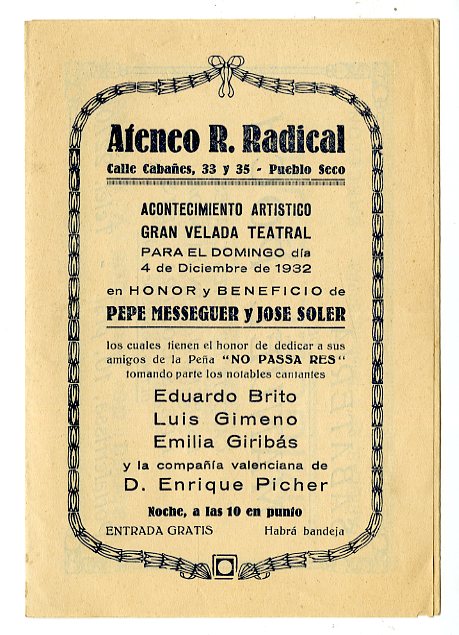 Ateneo R. Radical
Calle Cabañes, 33 y 35 - Pueblo Seco
ACONTECIMIENTO ARTISTICO
GRAN VELADA TEATRAL
PARA EL DOMINGO día
4 de Diciembre de 1932
en HONOR y BENEFICIO de
PEPE MESSEGUER y JOSE SOLER
los cuales tienen el honor de dedicar a sus
amigos de la Peña "NO PASSA RES"
tomando parte los notables cantantes
Eduardo Brito
Luis Gimeno
Emilia Giribás
y la compañía valenciana de
D. Enrique Picher
Noche, a las 10 en punto
ENTRADA GRATIS Habrá bandeja